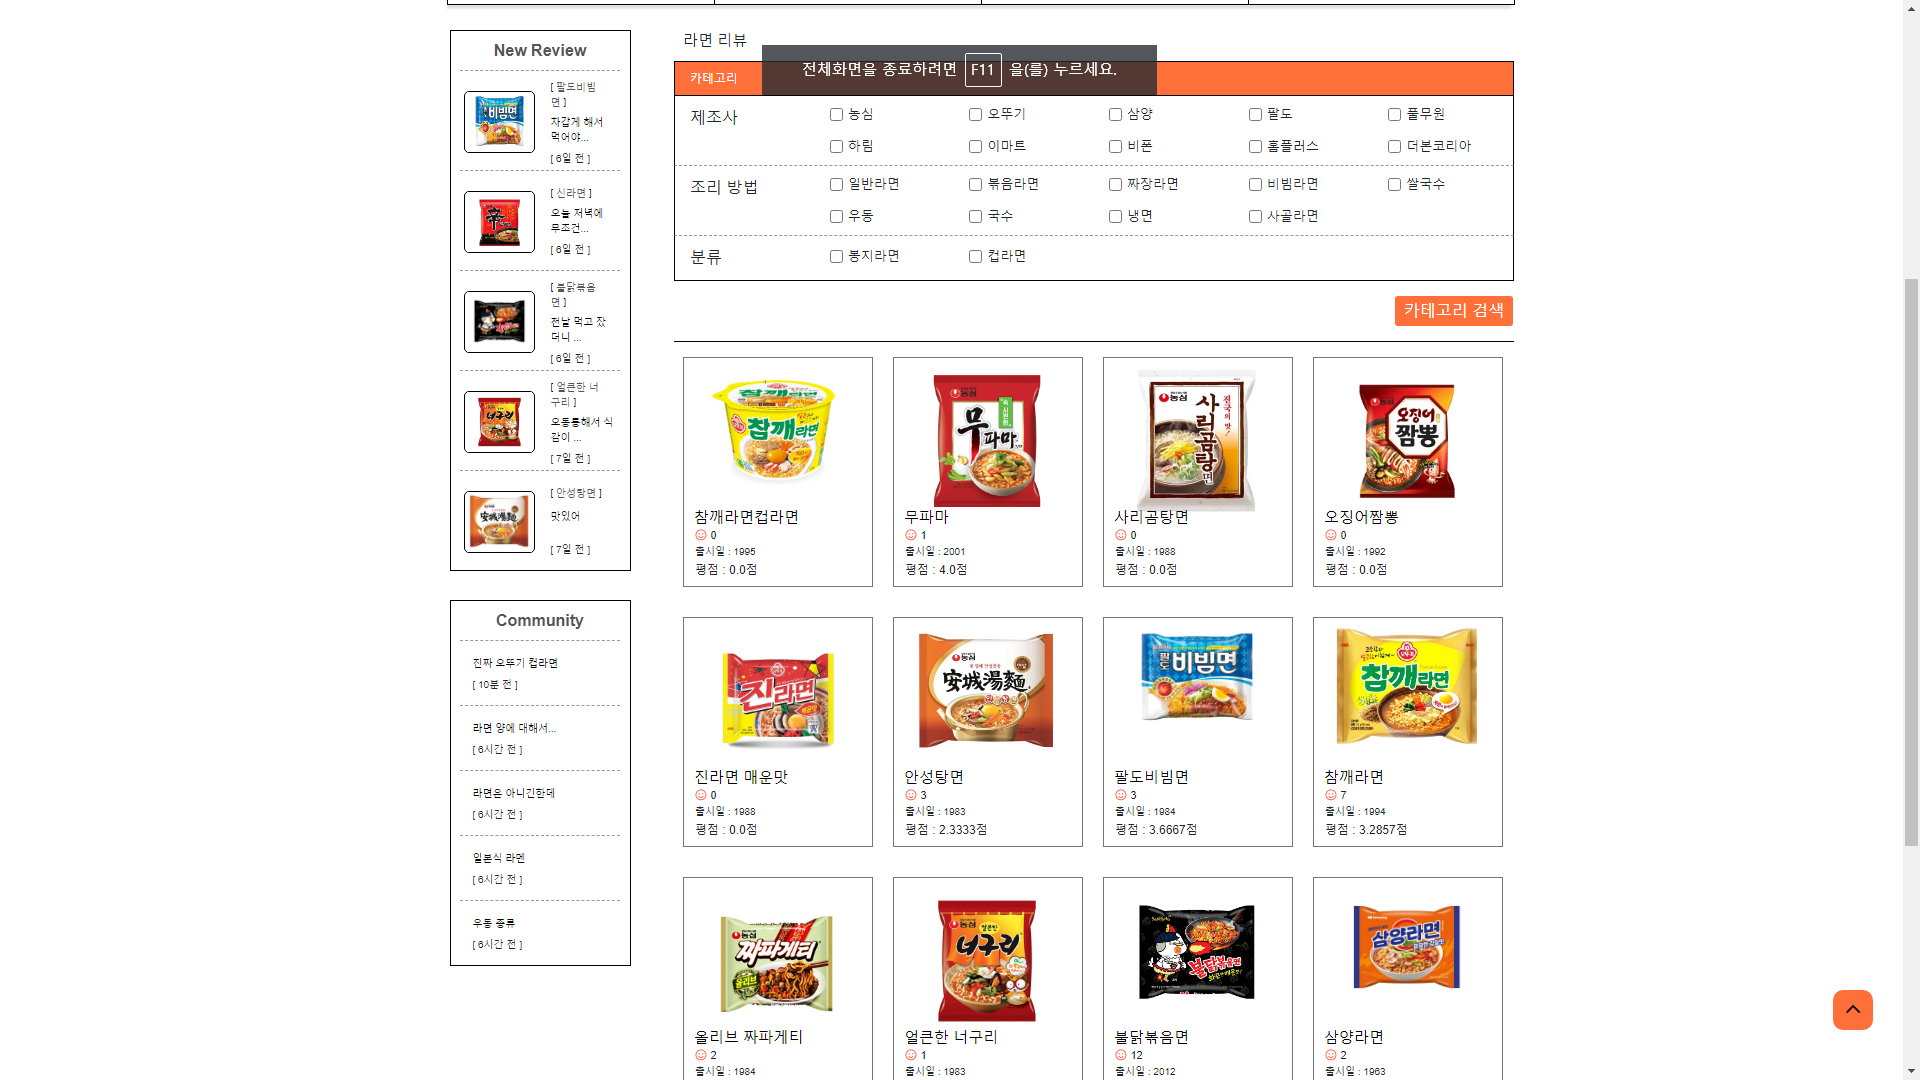 New Review
[ 팔도비빔
면 ]
차갑게 해서
먹어야...
[ 6일 전 ]
[ 신라면 ]
오늘 저녁에
무조건...
[ 6일 전 ]
[ 불닭볶음
면 ]
전날 먹고 잤
더니 ...
[ 6일 전 ]
[ 얼큰한 너
구리 ]
오동통해서 식
감이 ...
[ 7일 전 ]
[ 안성탕면 ]
맛있어
[ 7일 전 ]
Community
진짜 오뚜기 컵라면
[ 10분 전 ]
라면 양에 대해서...
[ 6시간 전 ]
라면은 아니긴한데
[ 6시간 전 ]
일본식 라멘
[ 6시간 전 ]
우동 종류
[ 6시간 전 ]
라면 리뷰
전체화면을 종료하려면 F11 을(를) 누르세요.
카테고리
제조사 농심 오뚜기 삼양 팔도 풀무원
하림 이마트 비폰 홈플러스 더본코리아
조리 방법 일반라면 볶음라면 짜장라면 비빔라면 쌀국수
우동 국수 냉면 사골라면
분류 봉지라면 컵라면
카테고리 검색
참깨라면컵라면
0
출시일 : 1995
평점 : 0.0점
무파마
1
출시일 : 2001
평점 : 4.0점
사리곰탕면
0
출시일 : 1988
평점 : 0.0점
오징어짬뽕
0
출시일 : 1992
평점 : 0.0점
진라면 매운맛
0
출시일 : 1988
평점 : 0.0점
안성탕면
3
출시일 : 1983
평점 : 2.3333점
팔도비빔면
3
출시일 : 1984
평점 : 3.6667점
참깨라면
7
출시일 : 1994
평점 : 3.2857점
올리브 짜파게티
2
출시일 : 1984
얼큰한 너구리
1
출시일 : 1983
불닭볶음면
12
출시일 : 2012
삼양라면
2
출시일 : 1963